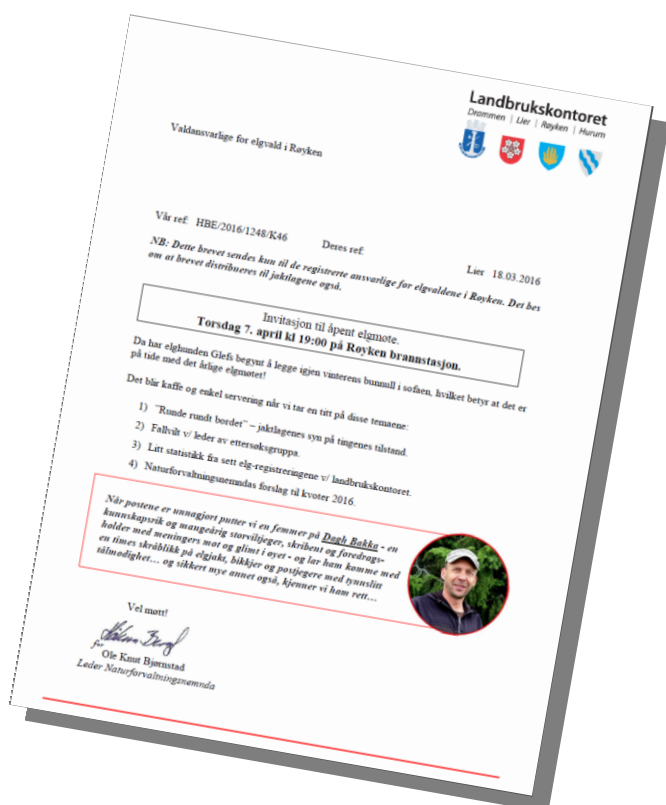 Landbrukskontoret
Drammen | Lier | Røyken | Hurum
Valdansvarlige for elgvald i Røyken
Vår ref: HBE/2016/1248/K46 Deres ref: Lier 18.03.2016
NB: Dette brevet sendes kun til de registrerte ansvarlige for elgvaldene i Røyken. Det bes
om at brevet distribueres til jaktlagene også.
Invitasjon til åpent elgmøte.
Torsdag 7. april kl 19:00 på Røyken brannstasjon.
Da har elghunden Glefs begynt å legge igjen vinterens bunnull i sofaen, hvilket betyr at det er
på tide med det årlige elgmøtet!
Det blir kaffe og enkel servering når vi tar en titt på disse temaene:
1) ”Runde rundt bordet” – jaktlagenes syn på tingenes tilstand.
2) Fallvilt v/ leder av ettersøksgruppa.
3) Litt statistikk fra sett elg-registreringene v/ landbrukskontoret.
4) Naturforvaltningsnemndas forslag til kvoter 2016.
Når postene er unnagjort putter vi en femmer på Dagh Bakka - en
kunnskapsrik og mangeårig storviltjeger, skribent og foredrags-
holder med meningers mot og glimt i øyet - og lar ham komme med
en times skråblikk på elgjakt, bikkjer og postjegere med tynnslitt
tålmodighet… og sikkert mye annet også, kjenner vi ham rett…
Vel møtt!
for
Ole Knut Bjørnstad
Leder Naturforvaltningsnemnda